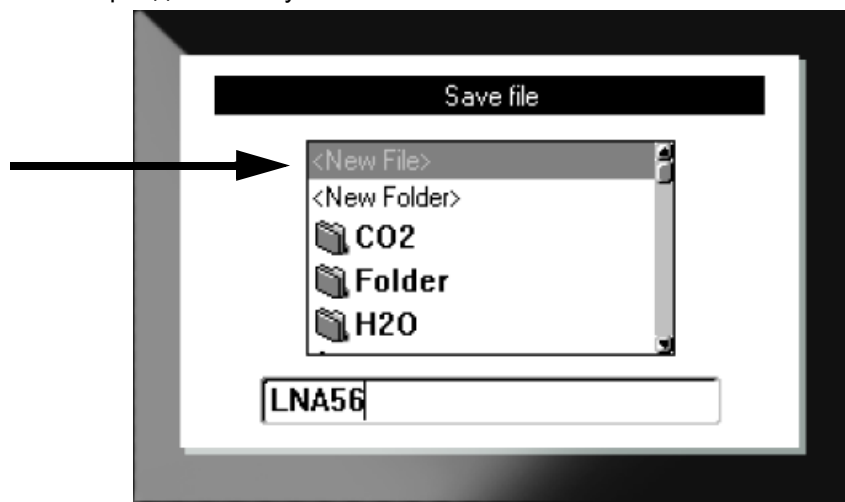 Save file
<New File>
<New Folder>
CO2
Folder
H2O
LNA56